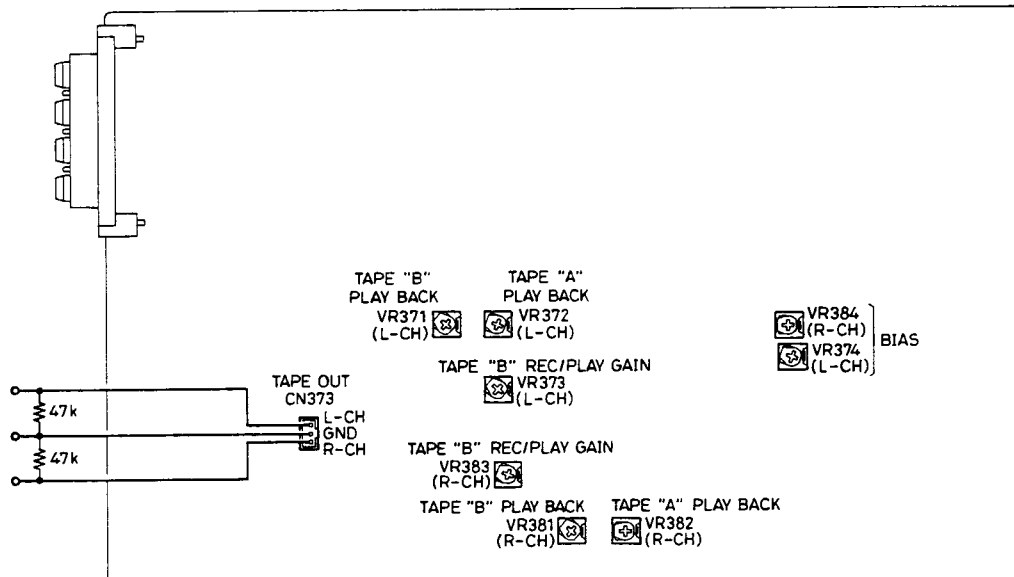 TAPE "B"
PLAY BACK
VR371
(L-CH)
TAPE "A"
PLAY BACK
VR372
(L-CH)
VR384
(R-CH)
VR374
(L-CH)
BIAS
TAPE "B" REC/PLAY GAIN
VR373
(L-CH)
TAPE OUT
CN373
L-CH
GND
R-CH
47k
47k
TAPE "B" REC/PLAY GAIN
VR383
(R-CH)
TAPE "B" PLAY BACK
VR381
(R-CH)
TAPE "A" PLAY BACK
VR382
(R-CH)